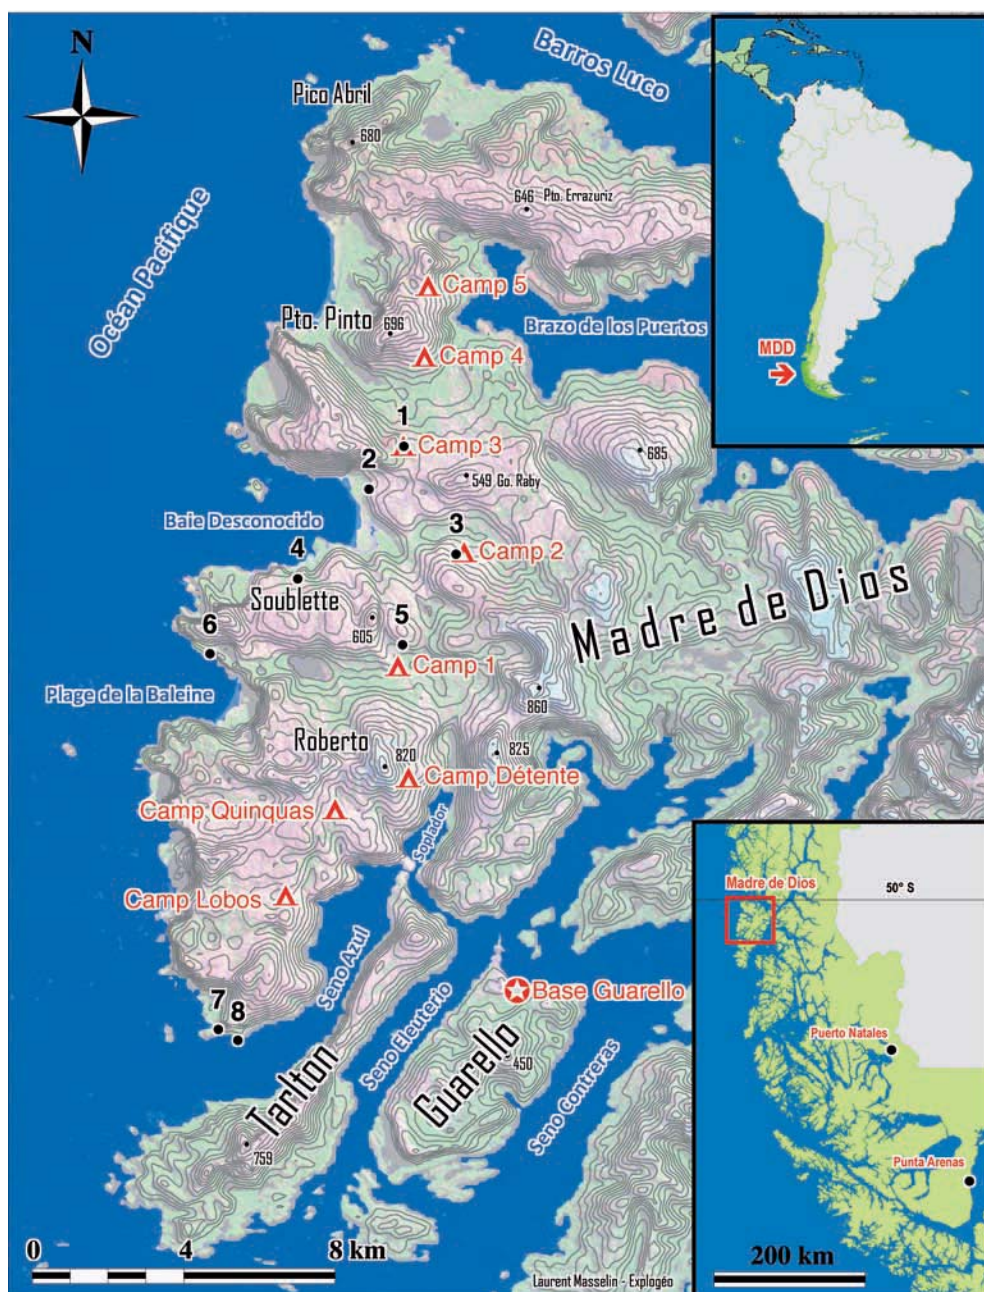 N
Barros Luco
Pico Abril
680
646 Pto. Errazuriz
Océan Pacifique
Camp 5
Pto. Pinto
696
Brazo de los Puertos
Camp 4
MDD
1
Camp 3
685
2
549 Go. Raby
Baie Desconocido
3
Camp 2
4
Soublette
Madre de Dios
6
605
5
Camp 1
Plage de la Baleine
860
Roberto
820
825
Camp Détente
Camp Quinquas
Soplador
Camp Lobos
Madre de Dios
50° S
Seno Azul
Base Guarello
7
8
Seno Eleuterio
Puerto Natales
Tarlton
Guarello
450
Seno Contreras
759
Punta Arenas
0 4 8 km
200 km
Laurent Masselin - Explogéo